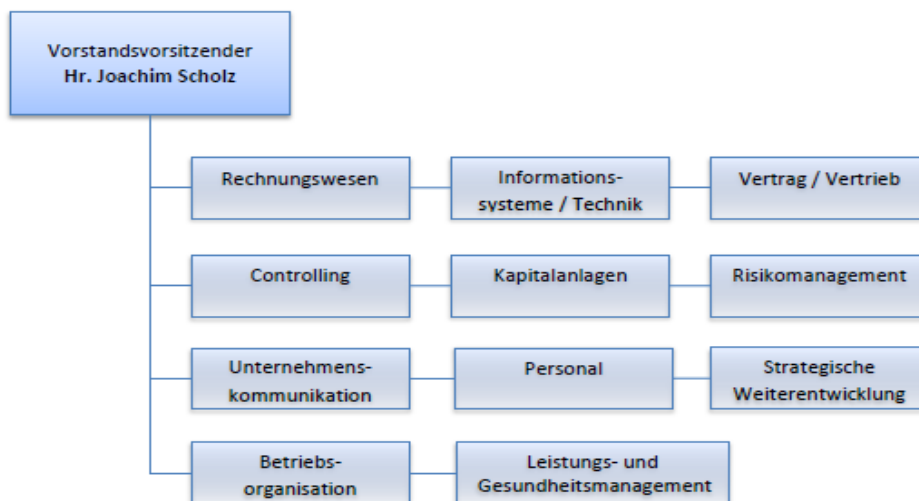 Vorstandsvorsitzender
Hr. Joachim Scholz
Rechnungswesen
Informations-
systeme / Technik
Vertrag / Vertrieb
Controlling
Kapitalanlagen
Risikomanagement
Unternehmens-
kommunikation
Personal
Strategische
Weiterentwicklung
Betriebs-
organisation
Leistungs- und
Gesundheitsmanagement